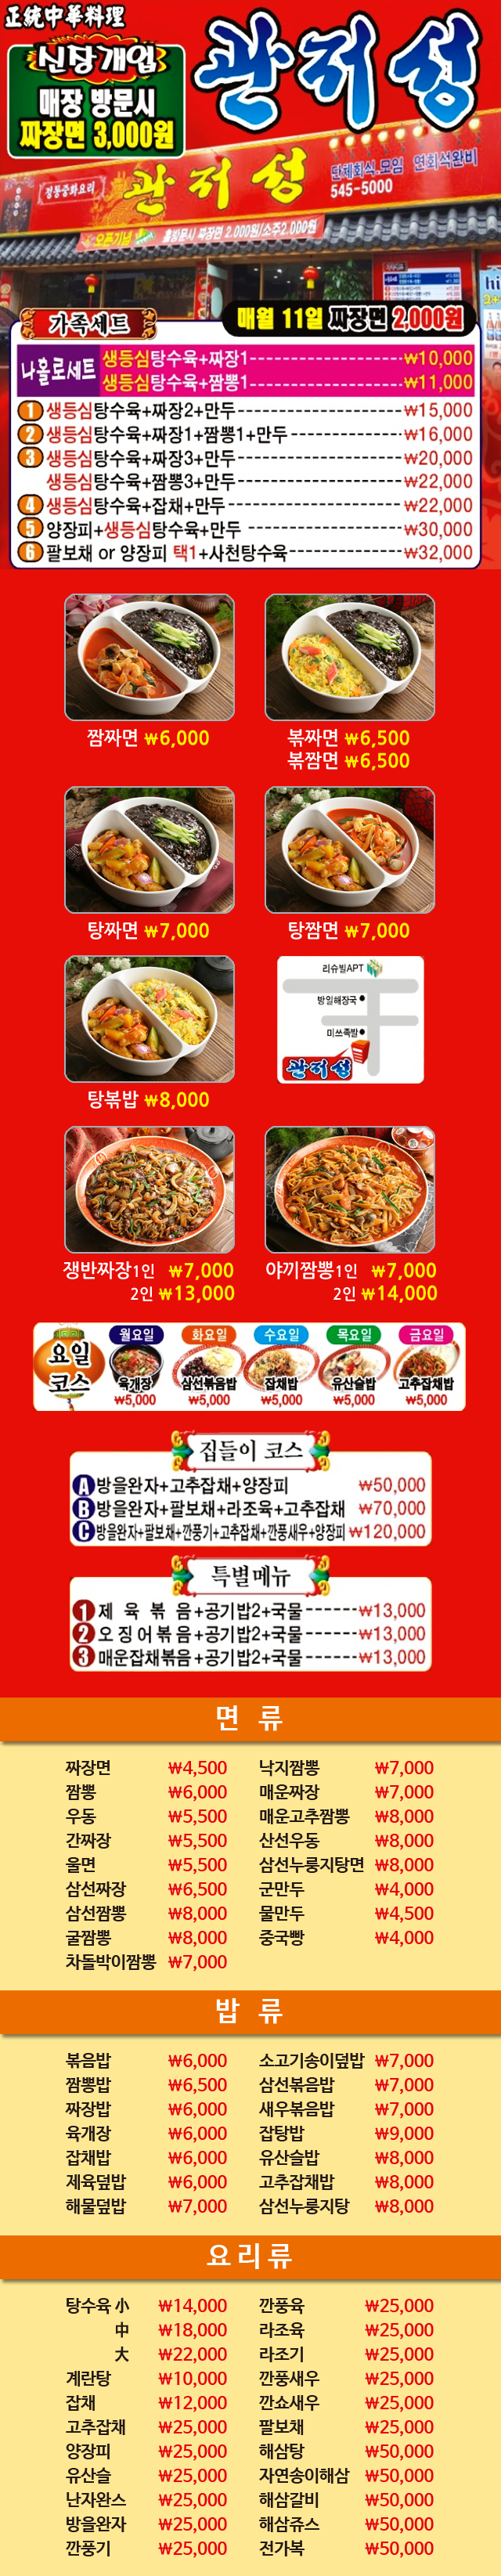 正統中華料理
신장개업
매장 방문시
짜장면 3,000원
관저성
정통중화요리
관저성
단체회식.모임 연회석완비
545-5000
오픈기념
홀방문시 짜장면 2,000원/소주2,000원
가족세트
매월 11일 짜장면 2,000원
나홀로세트
생등심탕수육+짜장1 ₩10,000
생등심탕수육+짬뽕1 ₩11,000
1 생등심탕수육+짜장2+만두 ₩15,000
2 생등심탕수육+짜장1+짬뽕1+만두 ₩16,000
3 생등심탕수육+짜장3+만두 ₩20,000
생등심탕수육+짬뽕3+만두 ₩22,000
4 생등심탕수육+잡채+만두 ₩22,000
5 양장피+생등심탕수육+만두 ₩30,000
6 팔보채 or 양장피 택1+사천탕수육 ₩32,000
짬짜면 ₩6,000
볶짜면 ₩6,500
볶짬면 ₩6,500
탕짜면 ₩7,000
탕짬면 ₩7,000
탕볶밥 ₩8,000
리슈빌APT
방일해장국
미쓰족발
관저성
쟁반짜장1인 ₩7,000
2인 ₩13,000
야끼짬뽕1인 ₩7,000
2인 ₩14,000
요일
코스
월요일 화요일 수요일 목요일 금요일
육개장 삼선볶음밥 잡채밥 유산슬밥 고추잡채밥
₩5,000 ₩5,000 ₩5,000 ₩5,000 ₩5,000
집들이 코스
A 방을완자+고추잡채+양장피 ₩50,000
B 방을완자+팔보채+라조육+고추잡채 ₩70,000
C 방을완자+팔보채+깐풍기+고추잡채+깐풍새우+양장피 ₩120,000
특별메뉴
1 제 육 볶 음+공기밥2+국물 ₩13,000
2 오 징 어 볶 음+공기밥2+국물 ₩13,000
3 매운잡채볶음+공기밥2+국물 ₩13,000
면 류
짜장면 ₩4,500 낙지짬뽕 ₩7,000
짬뽕 ₩6,000 매운짜장 ₩7,000
우동 ₩5,500 매운고추짬뽕 ₩8,000
간짜장 ₩5,500 산선우동 ₩8,000
울면 ₩5,500 삼선누룽지탕면 ₩8,000
삼선짜장 ₩6,500 군만두 ₩4,000
삼선짬뽕 ₩8,000 물만두 ₩4,500
굴짬뽕 ₩8,000 중국빵 ₩4,000
차돌박이짬뽕 ₩7,000
밥 류
볶음밥 ₩6,000 소고기송이덮밥 ₩7,000
짬뽕밥 ₩6,500 삼선볶음밥 ₩7,000
짜장밥 ₩6,000 새우볶음밥 ₩7,000
육개장 ₩6,000 잡탕밥 ₩9,000
잡채밥 ₩6,000 유산슬밥 ₩8,000
제육덮밥 ₩6,000 고추잡채밥 ₩8,000
해물덮밥 ₩7,000 삼선누룽지탕 ₩8,000
요리류
탕수육 小 ₩14,000 깐풍육 ₩25,000
中 ₩18,000 라조육 ₩25,000
大 ₩22,000 라조기 ₩25,000
계란탕 ₩10,000 깐풍새우 ₩25,000
잡채 ₩12,000 깐쇼새우 ₩25,000
고추잡채 ₩25,000 팔보채 ₩25,000
양장피 ₩25,000 해삼탕 ₩50,000
유산슬 ₩25,000 자연송이해삼 ₩50,000
난자완스 ₩25,000 해삼갈비 ₩50,000
방을완자 ₩25,000 해삼쥬스 ₩50,000
깐풍기 ₩25,000 전가복 ₩50,000